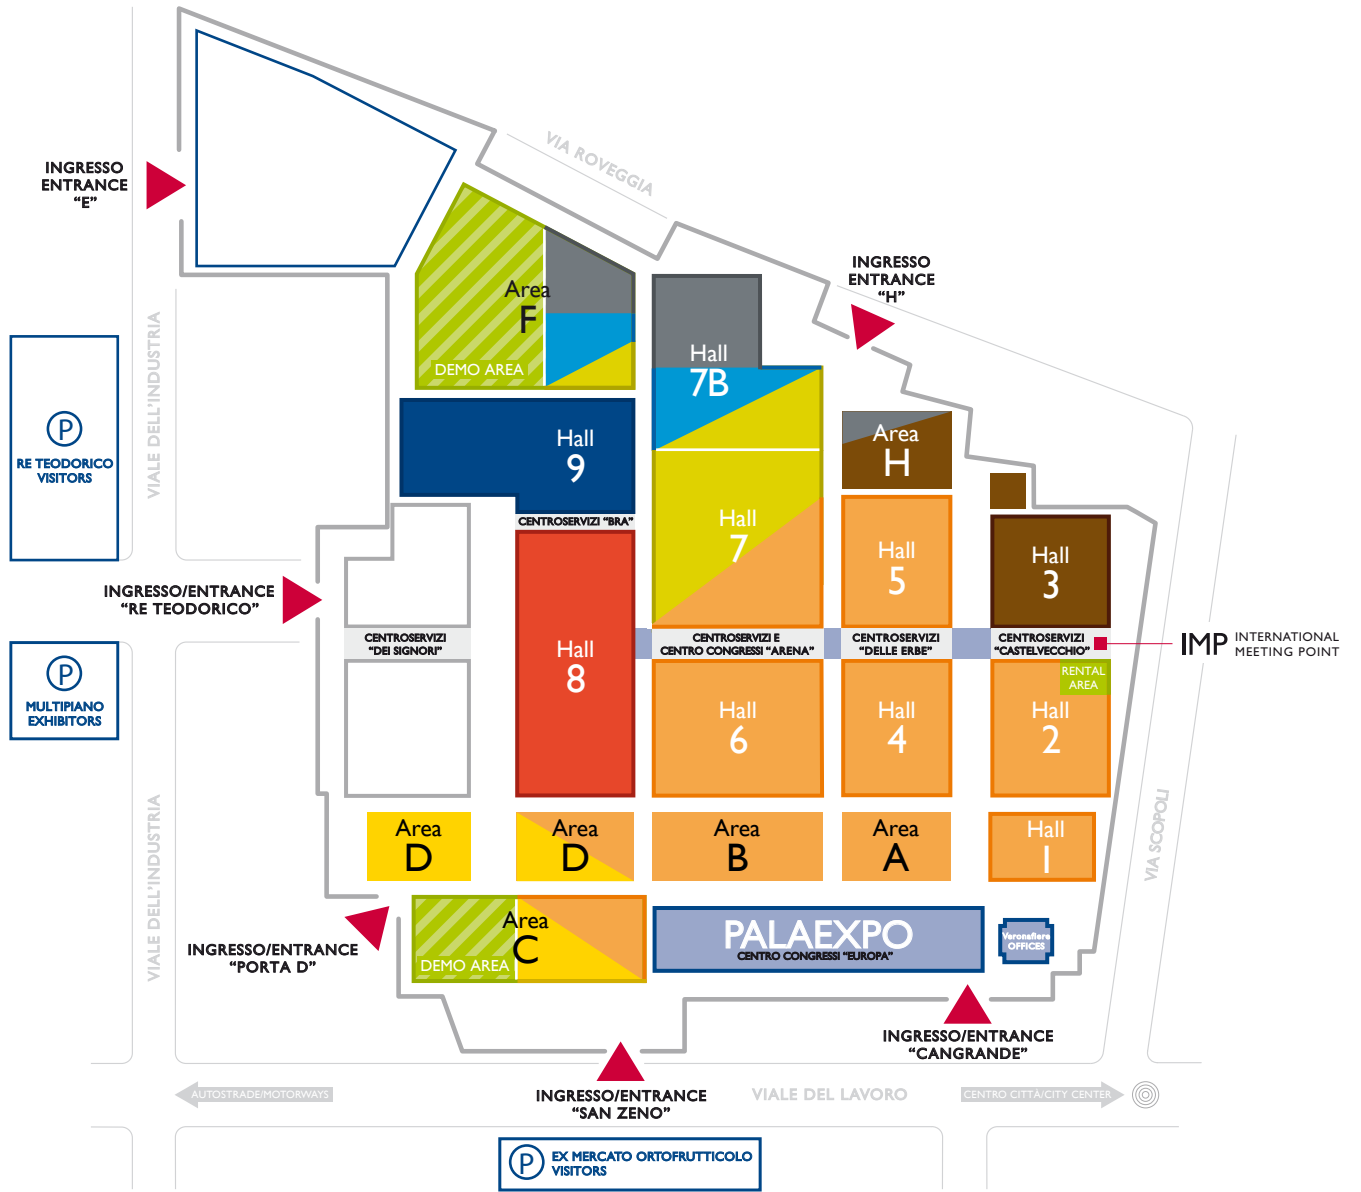 VIA ROVEGGIA
INGRESSO
ENTRANCE
“E”
INGRESSO
ENTRANCE
“H”
Area
F
DEMO AREA
Hall
7B
VIALE DELL'INDUSTRIA
P
RE TEODORICO
VISITORS
Hall
9
Area
H
CENTROSERVIZI “BRA”
Hall
7
Hall
5
Hall
3
INGRESSO/ENTRANCE
“RE TEODORICO”
CENTROSERVIZI
“DEI SIGNORI”
Hall
8
CENTROSERVIZI E
CENTRO CONGRESSI “ARENA”
CENTROSERVIZI
“DELLE ERBE”
CENTROSERVIZI
“CASTELVECCHIO”
IMP
INTERNATIONAL
MEETING POINT
P
MULTIPIANO
EXHIBITORS
RENTAL
AREA
Hall
6
Hall
4
Hall
2
VIALE DELL'INDUSTRIA
VIA SCOPOLI
Area
D
Area
D
Area
B
Area
A
Hall
1
Area
C
DEMO AREA
PALAEXPO
CENTRO CONGRESSI “EUROPA”
Veronafiere
OFFICES
INGRESSO/ENTRANCE
“PORTA D”
INGRESSO/ENTRANCE
“CANGRANDE”
INGRESSO/ENTRANCE
“SAN ZENO”
AUTOSTRADE/MOTORWAYS
VIALE DEL LAVORO
CENTRO CITTÀ/CITY CENTER
P
EX MERCATO ORTOFRUTTICOLO
VISITORS